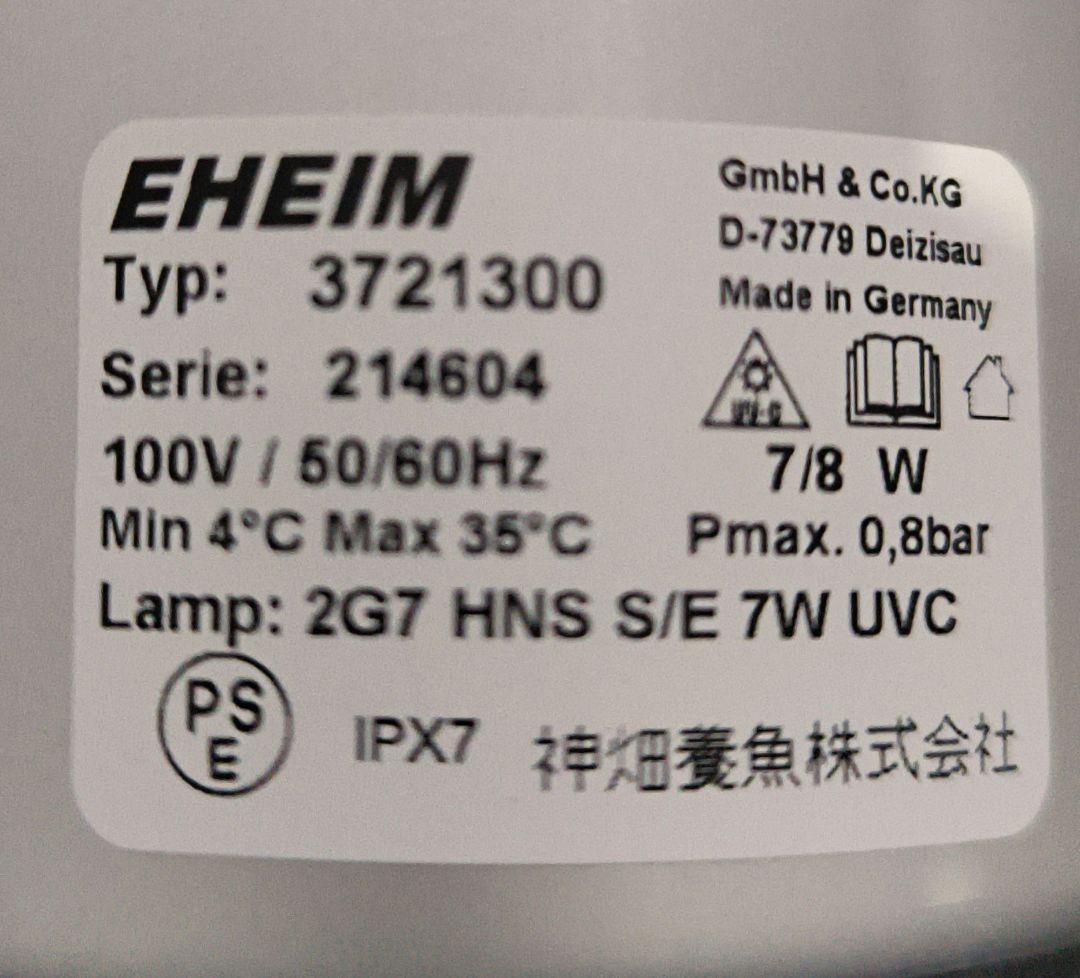 EHEIM
GmbH & Co.KG
D-73779 Deizisau
Made in Germany
Typ: 3721300
Serie: 214604
UV-C
100V / 50/60Hz 7/8 W
Min 4°C Max 35°C Pmax. 0,8bar
Lamp: 2G7 HNS S/E 7W UVC
PS
E
IPX7 神畑養魚株式会社